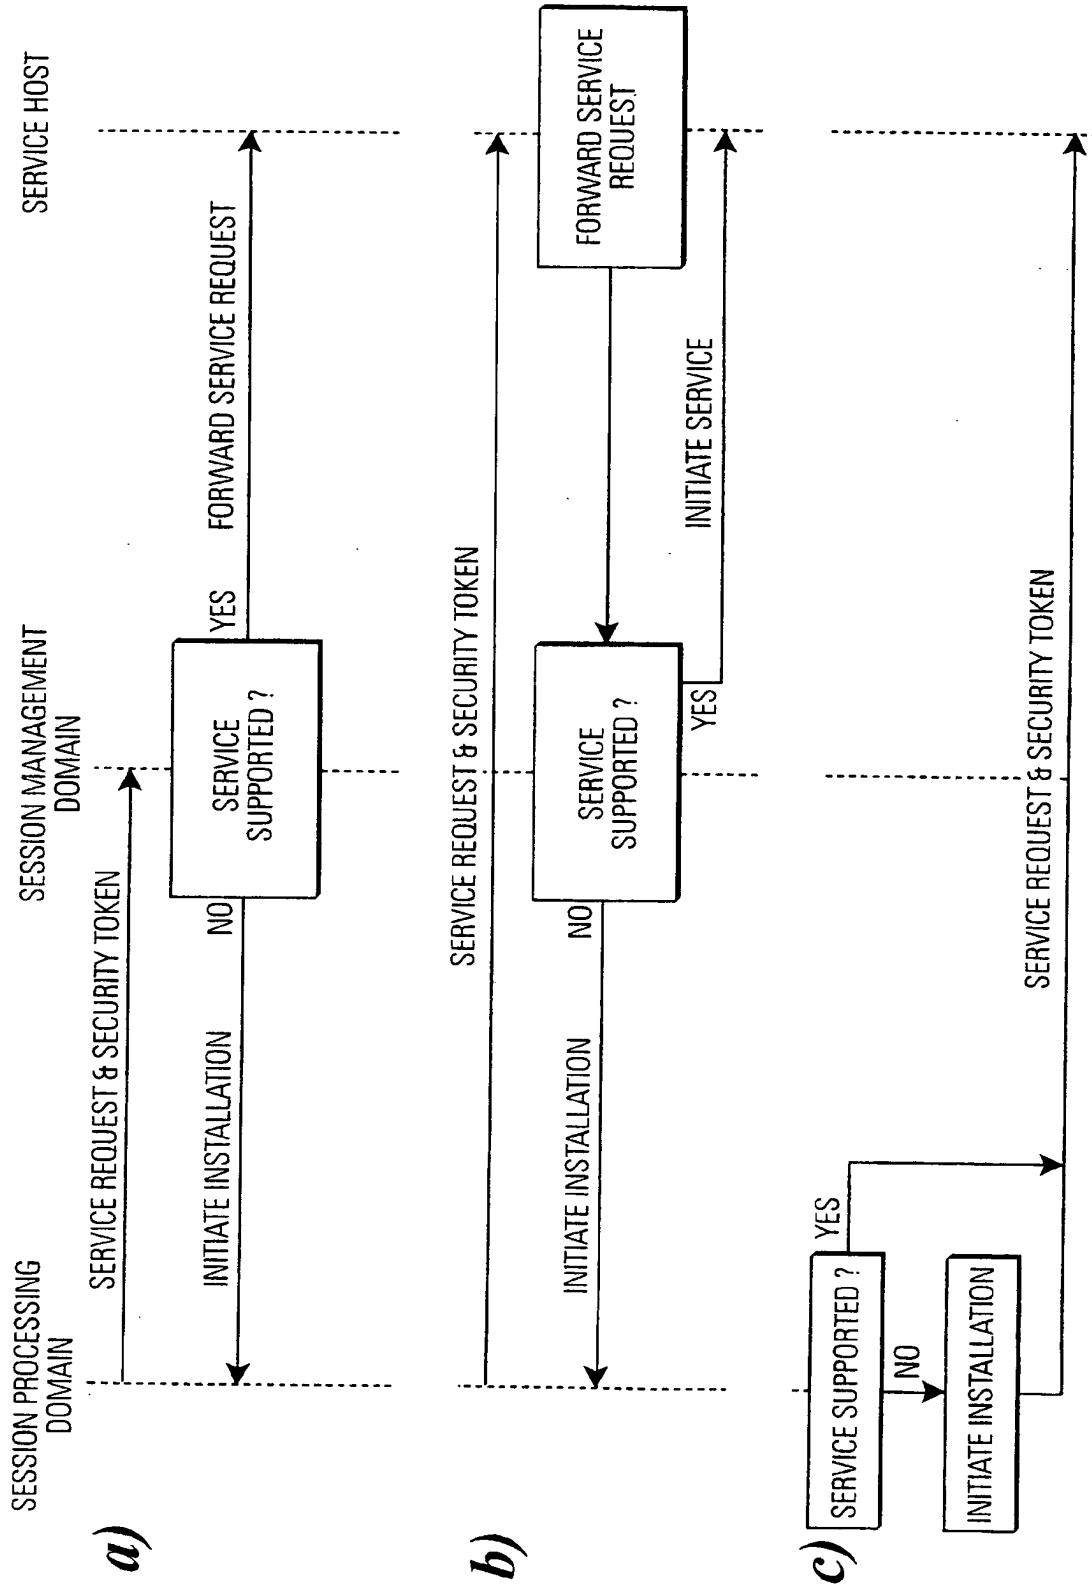 SESSION PROCESSING
DOMAIN
SESSION MANAGEMENT
DOMAIN
SERVICE HOST
a)
SERVICE REQUEST & SECURITY TOKEN
INITIATE INSTALLATION
NO
SERVICE
SUPPORTED ?
YES
FORWARD SERVICE REQUEST
b)
SERVICE REQUEST & SECURITY TOKEN
INITIATE INSTALLATION
NO
SERVICE
SUPPORTED ?
YES
INITIATE SERVICE
FORWARD SERVICE
REQUEST
c)
SERVICE SUPPORTED ?
YES
NO
INITIATE INSTALLATION
SERVICE REQUEST & SECURITY TOKEN